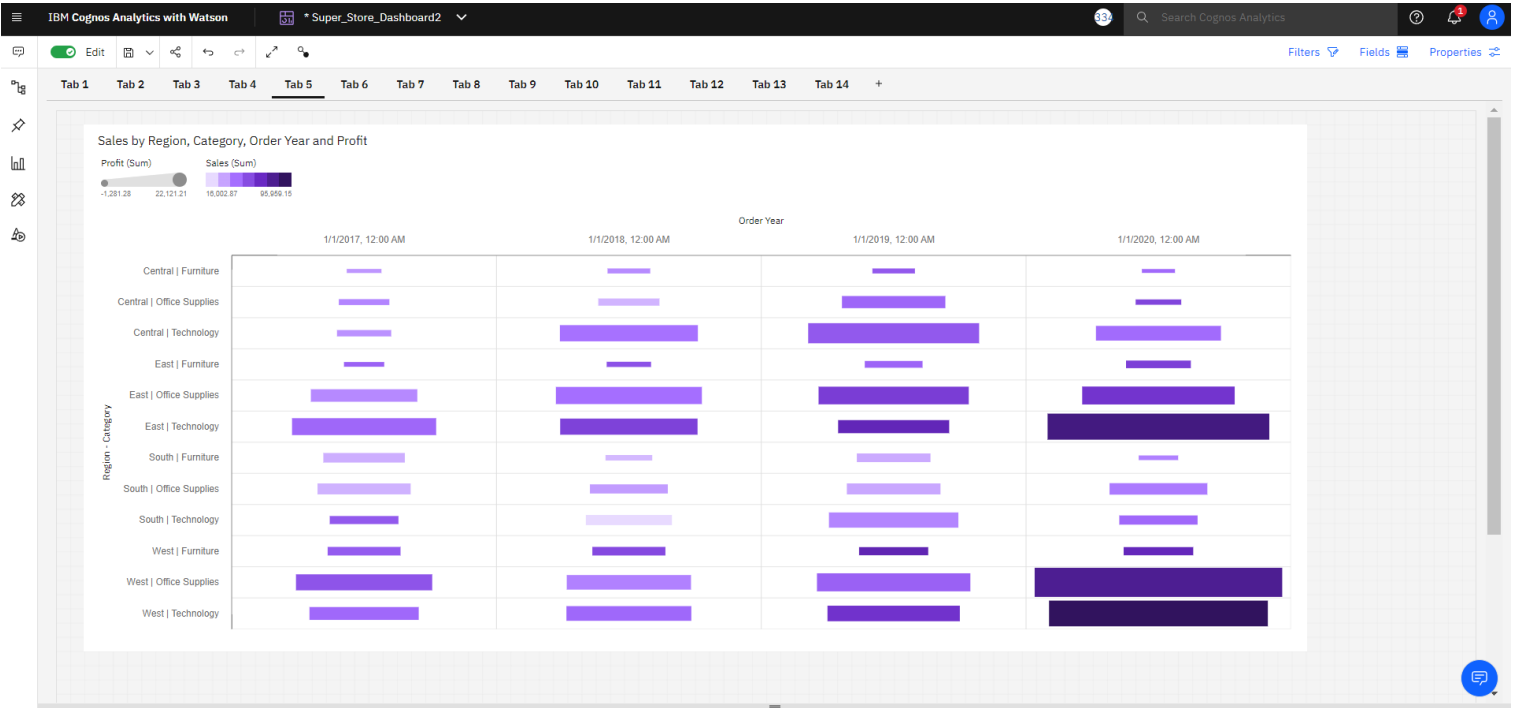 IBM Cognos Analytics with Watson
* Super_Store_Dashboard2
334
Search Cognos Analytics
1
Edit
Filters
Fields
Properties
Tab 1 Tab 2 Tab 3 Tab 4 Tab 5 Tab 6 Tab 7 Tab 8 Tab 9 Tab 10 Tab 11 Tab 12 Tab 13 Tab 14 +
Sales by Region, Category, Order Year and Profit
Profit (Sum) Sales (Sum)
-1,281.28 22,121.21 16,002.87 95,959.15
Order Year
1/1/2017, 12:00 AM 1/1/2018, 12:00 AM 1/1/2019, 12:00 AM 1/1/2020, 12:00 AM
Region - Category
Central | Furniture
Central | Office Supplies
Central | Technology
East | Furniture
East | Office Supplies
East | Technology
South | Furniture
South | Office Supplies
South | Technology
West | Furniture
West | Office Supplies
West | Technology